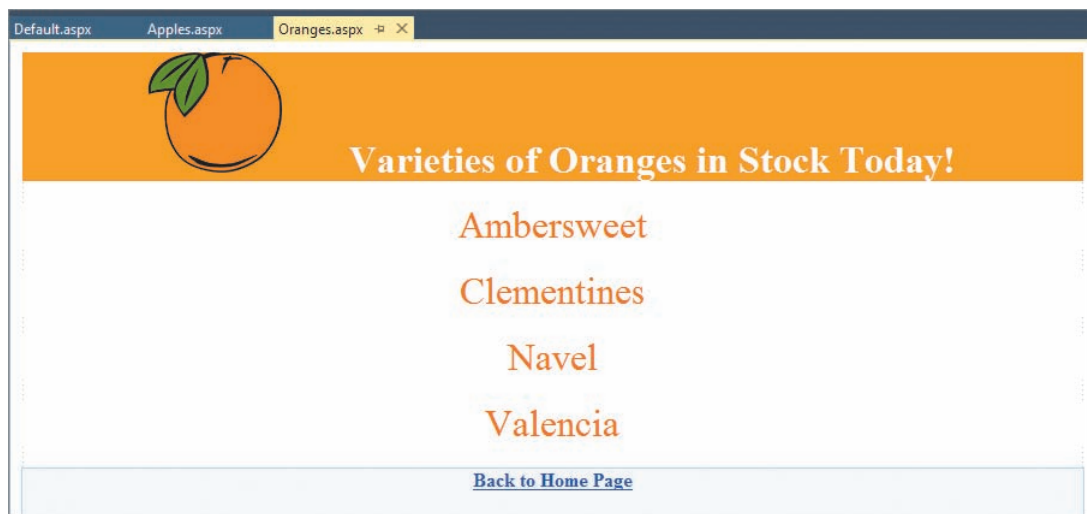 Default.aspx Apples.aspx Oranges.aspx
Varieties of Oranges in Stock Today!
Ambersweet
Clementines
Navel
Valencia
Back to Home Page